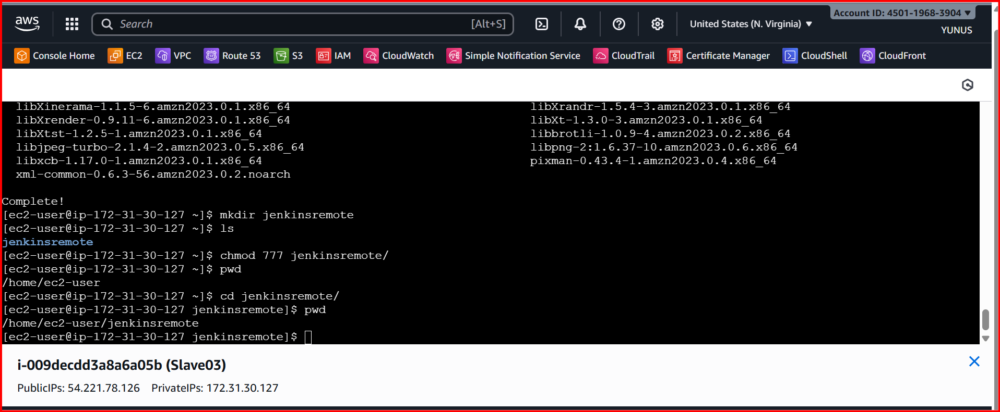 Account ID: 4501-1968-3904
aws
Search [Alt+S]
United States (N. Virginia)
YUNUS
Console Home EC2 VPC Route 53 S3 IAM CloudWatch Simple Notification Service CloudTrail Certificate Manager CloudShell CloudFront
libXinerama-1.1.5-6.amzn2023.0.1.x86_64 libXrandr-1.5.4-3.amzn2023.0.1.x86_64
libXrender-0.9.11-6.amzn2023.0.1.x86_64 libXt-1.3.0-3.amzn2023.0.1.x86_64
libXtst-1.2.5-1.amzn2023.0.1.x86_64 libbrotli-1.0.9-4.amzn2023.0.2.x86_64
libjpeg-turbo-2.1.4-2.amzn2023.0.5.x86_64 libpng-2:1.6.37-10.amzn2023.0.6.x86_64
libxcb-1.17.0-1.amzn2023.0.1.x86_64 pixman-0.43.4-1.amzn2023.0.4.x86_64
xml-common-0.6.3-56.amzn2023.0.2.noarch
Complete!
[ec2-user@ip-172-31-30-127 ~]$ mkdir jenkinsremote
[ec2-user@ip-172-31-30-127 ~]$ ls
jenkinsremote
[ec2-user@ip-172-31-30-127 ~]$ chmod 777 jenkinsremote/
[ec2-user@ip-172-31-30-127 ~]$ pwd
/home/ec2-user
[ec2-user@ip-172-31-30-127 ~]$ cd jenkinsremote/
[ec2-user@ip-172-31-30-127 jenkinsremote]$ pwd
/home/ec2-user/jenkinsremote
[ec2-user@ip-172-31-30-127 jenkinsremote]$
i-009decdd3a8a6a05b (Slave03)
PublicIPs: 54.221.78.126 PrivateIPs: 172.31.30.127